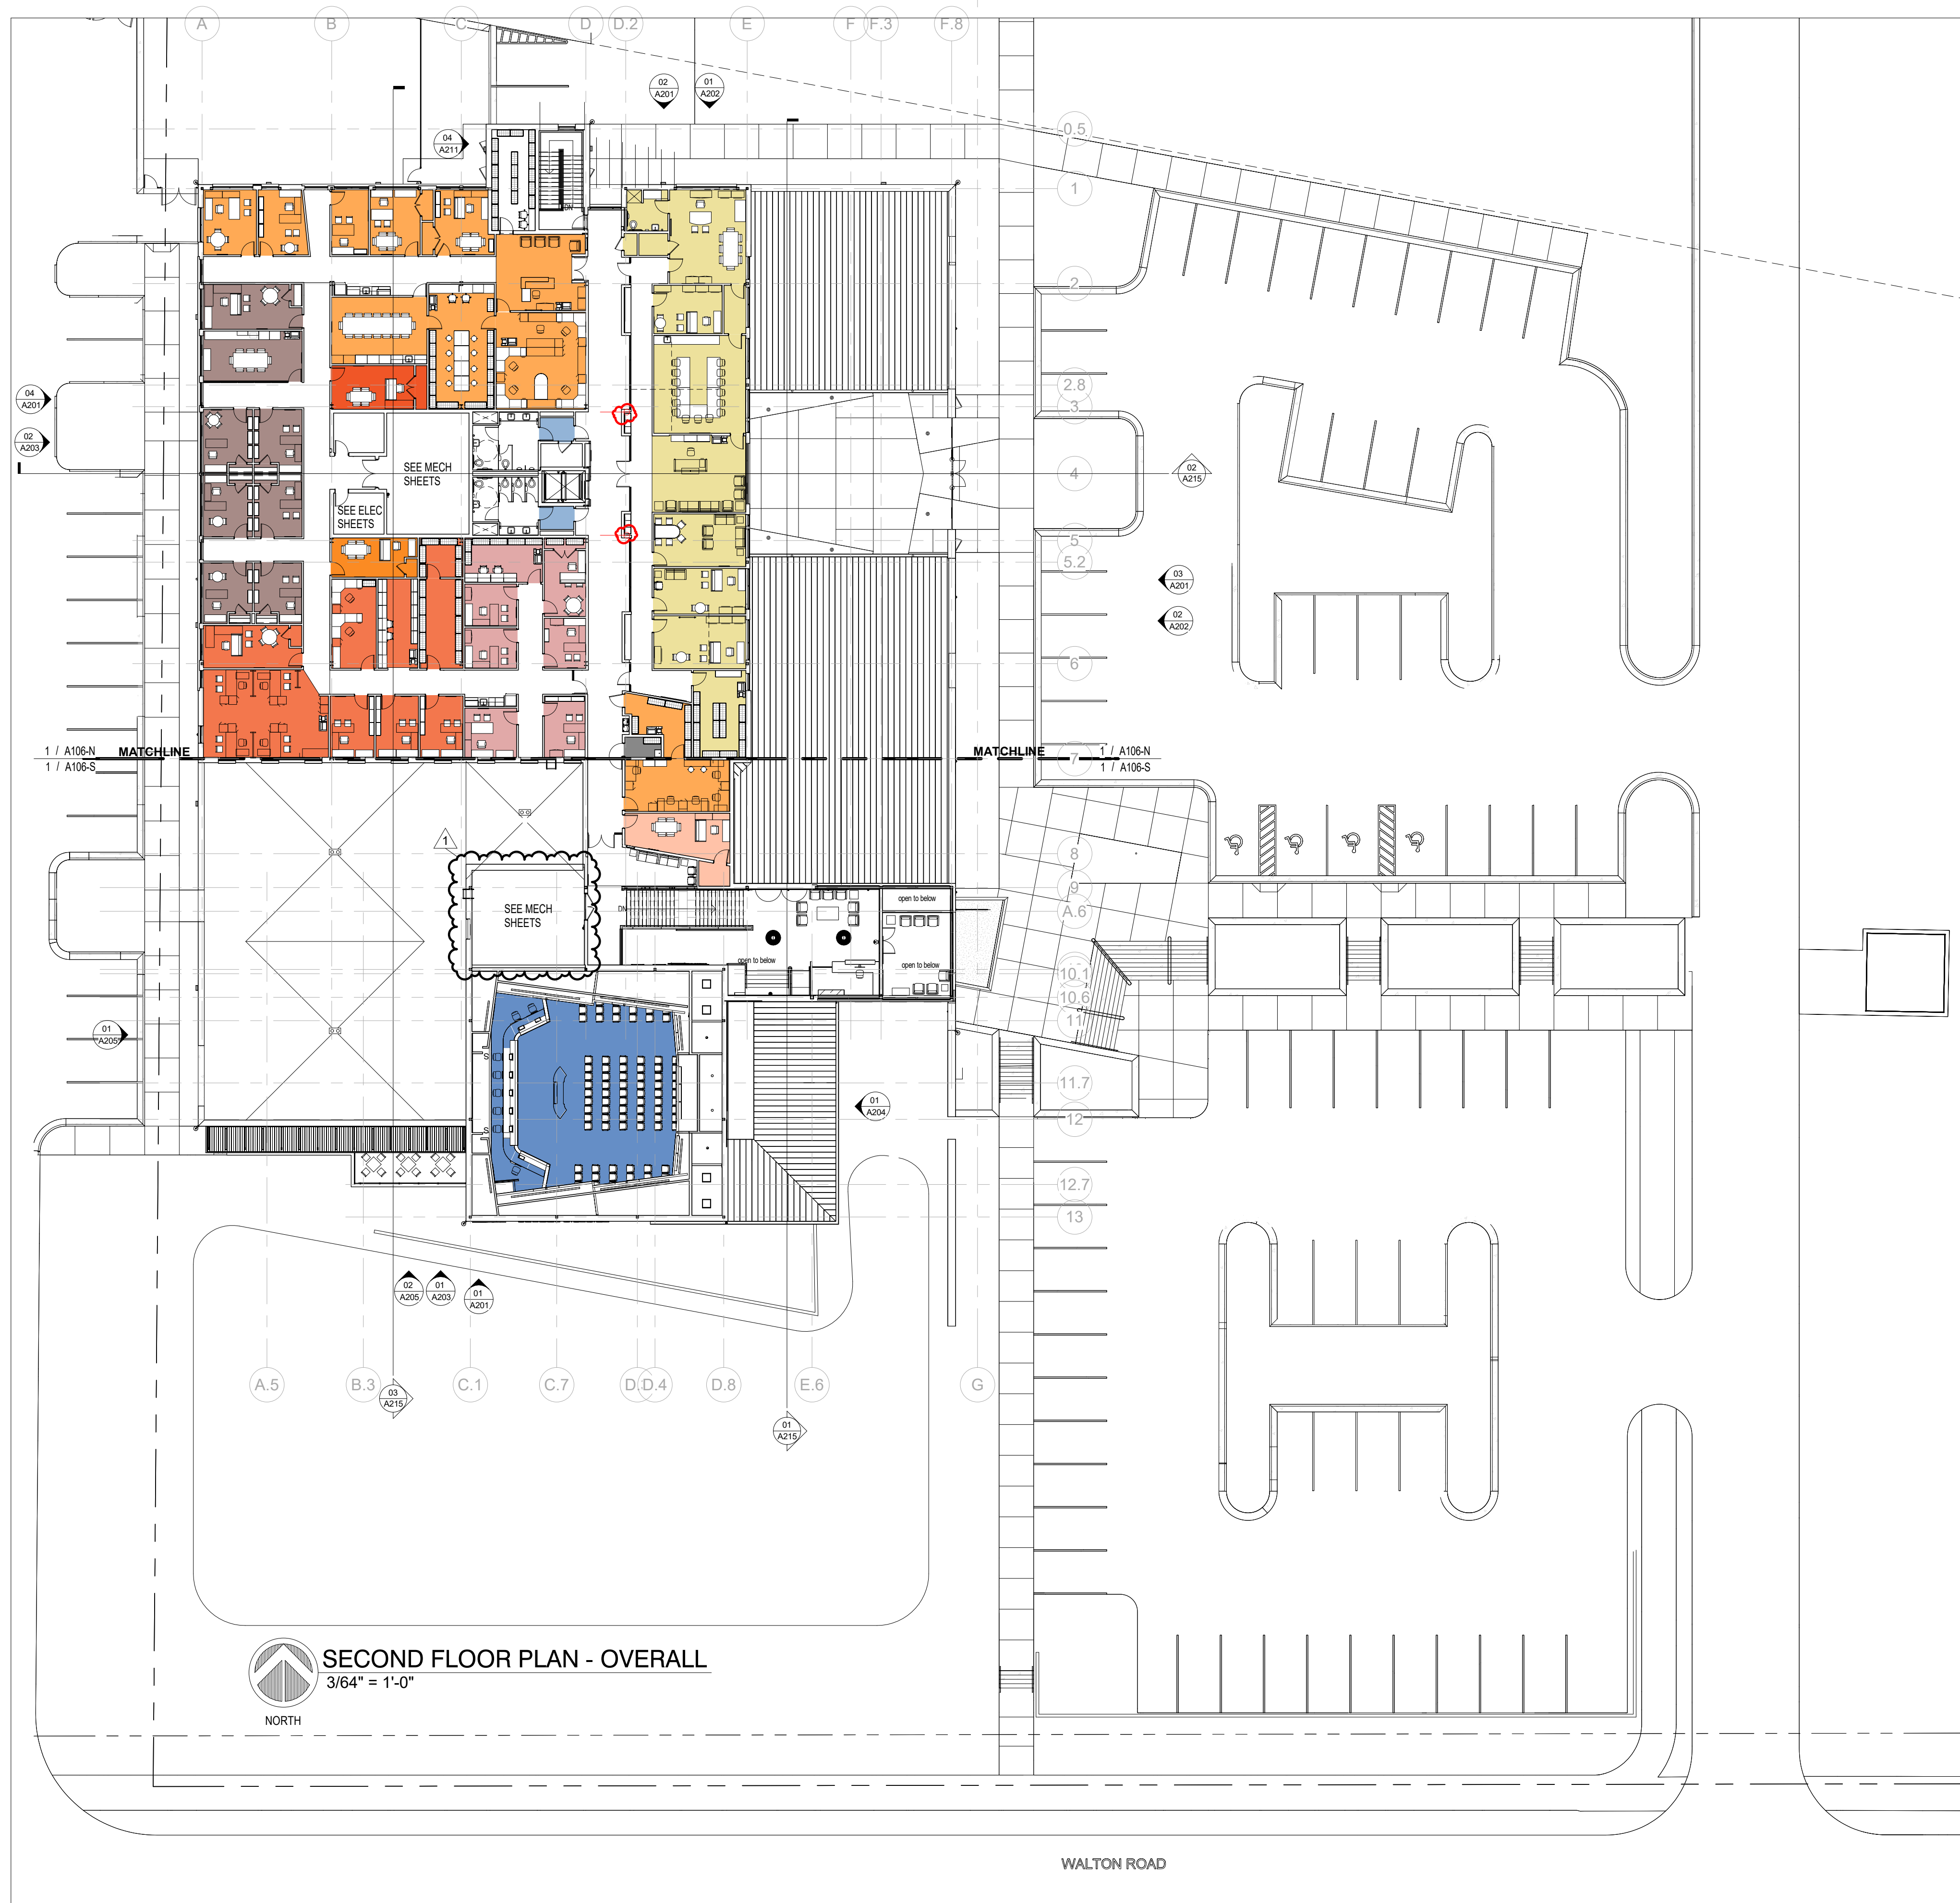 A
B
C
D
D.2
E
F
F.3
F.8
02
A201
01
A202
04
A211
0.5
1
DN
2
2.8
3
04
A201
02
A203
SEE MECH
SHEETS
4
02
A215
SEE ELEC
SHEETS
5
5.2
03
A201
02
A202
6
1 / A106-N
MATCHLINE
1 / A106-S
MATCHLINE
1 / A106-N
7
1 / A106-S
1
8
9
SEE MECH
SHEETS
DN
open to below
A.6
open to below
open to below
10.1
10.6
11
01
A205
S
11.7
01
A204
12
S
12.7
13
02
A205
01
A203
01
A201
A.5
B.3
C.1
C.7
D.
D.4
D.8
E.6
G
03
A215
01
A215
SECOND FLOOR PLAN - OVERALL
3/64" = 1'-0"
NORTH
WALTON ROAD